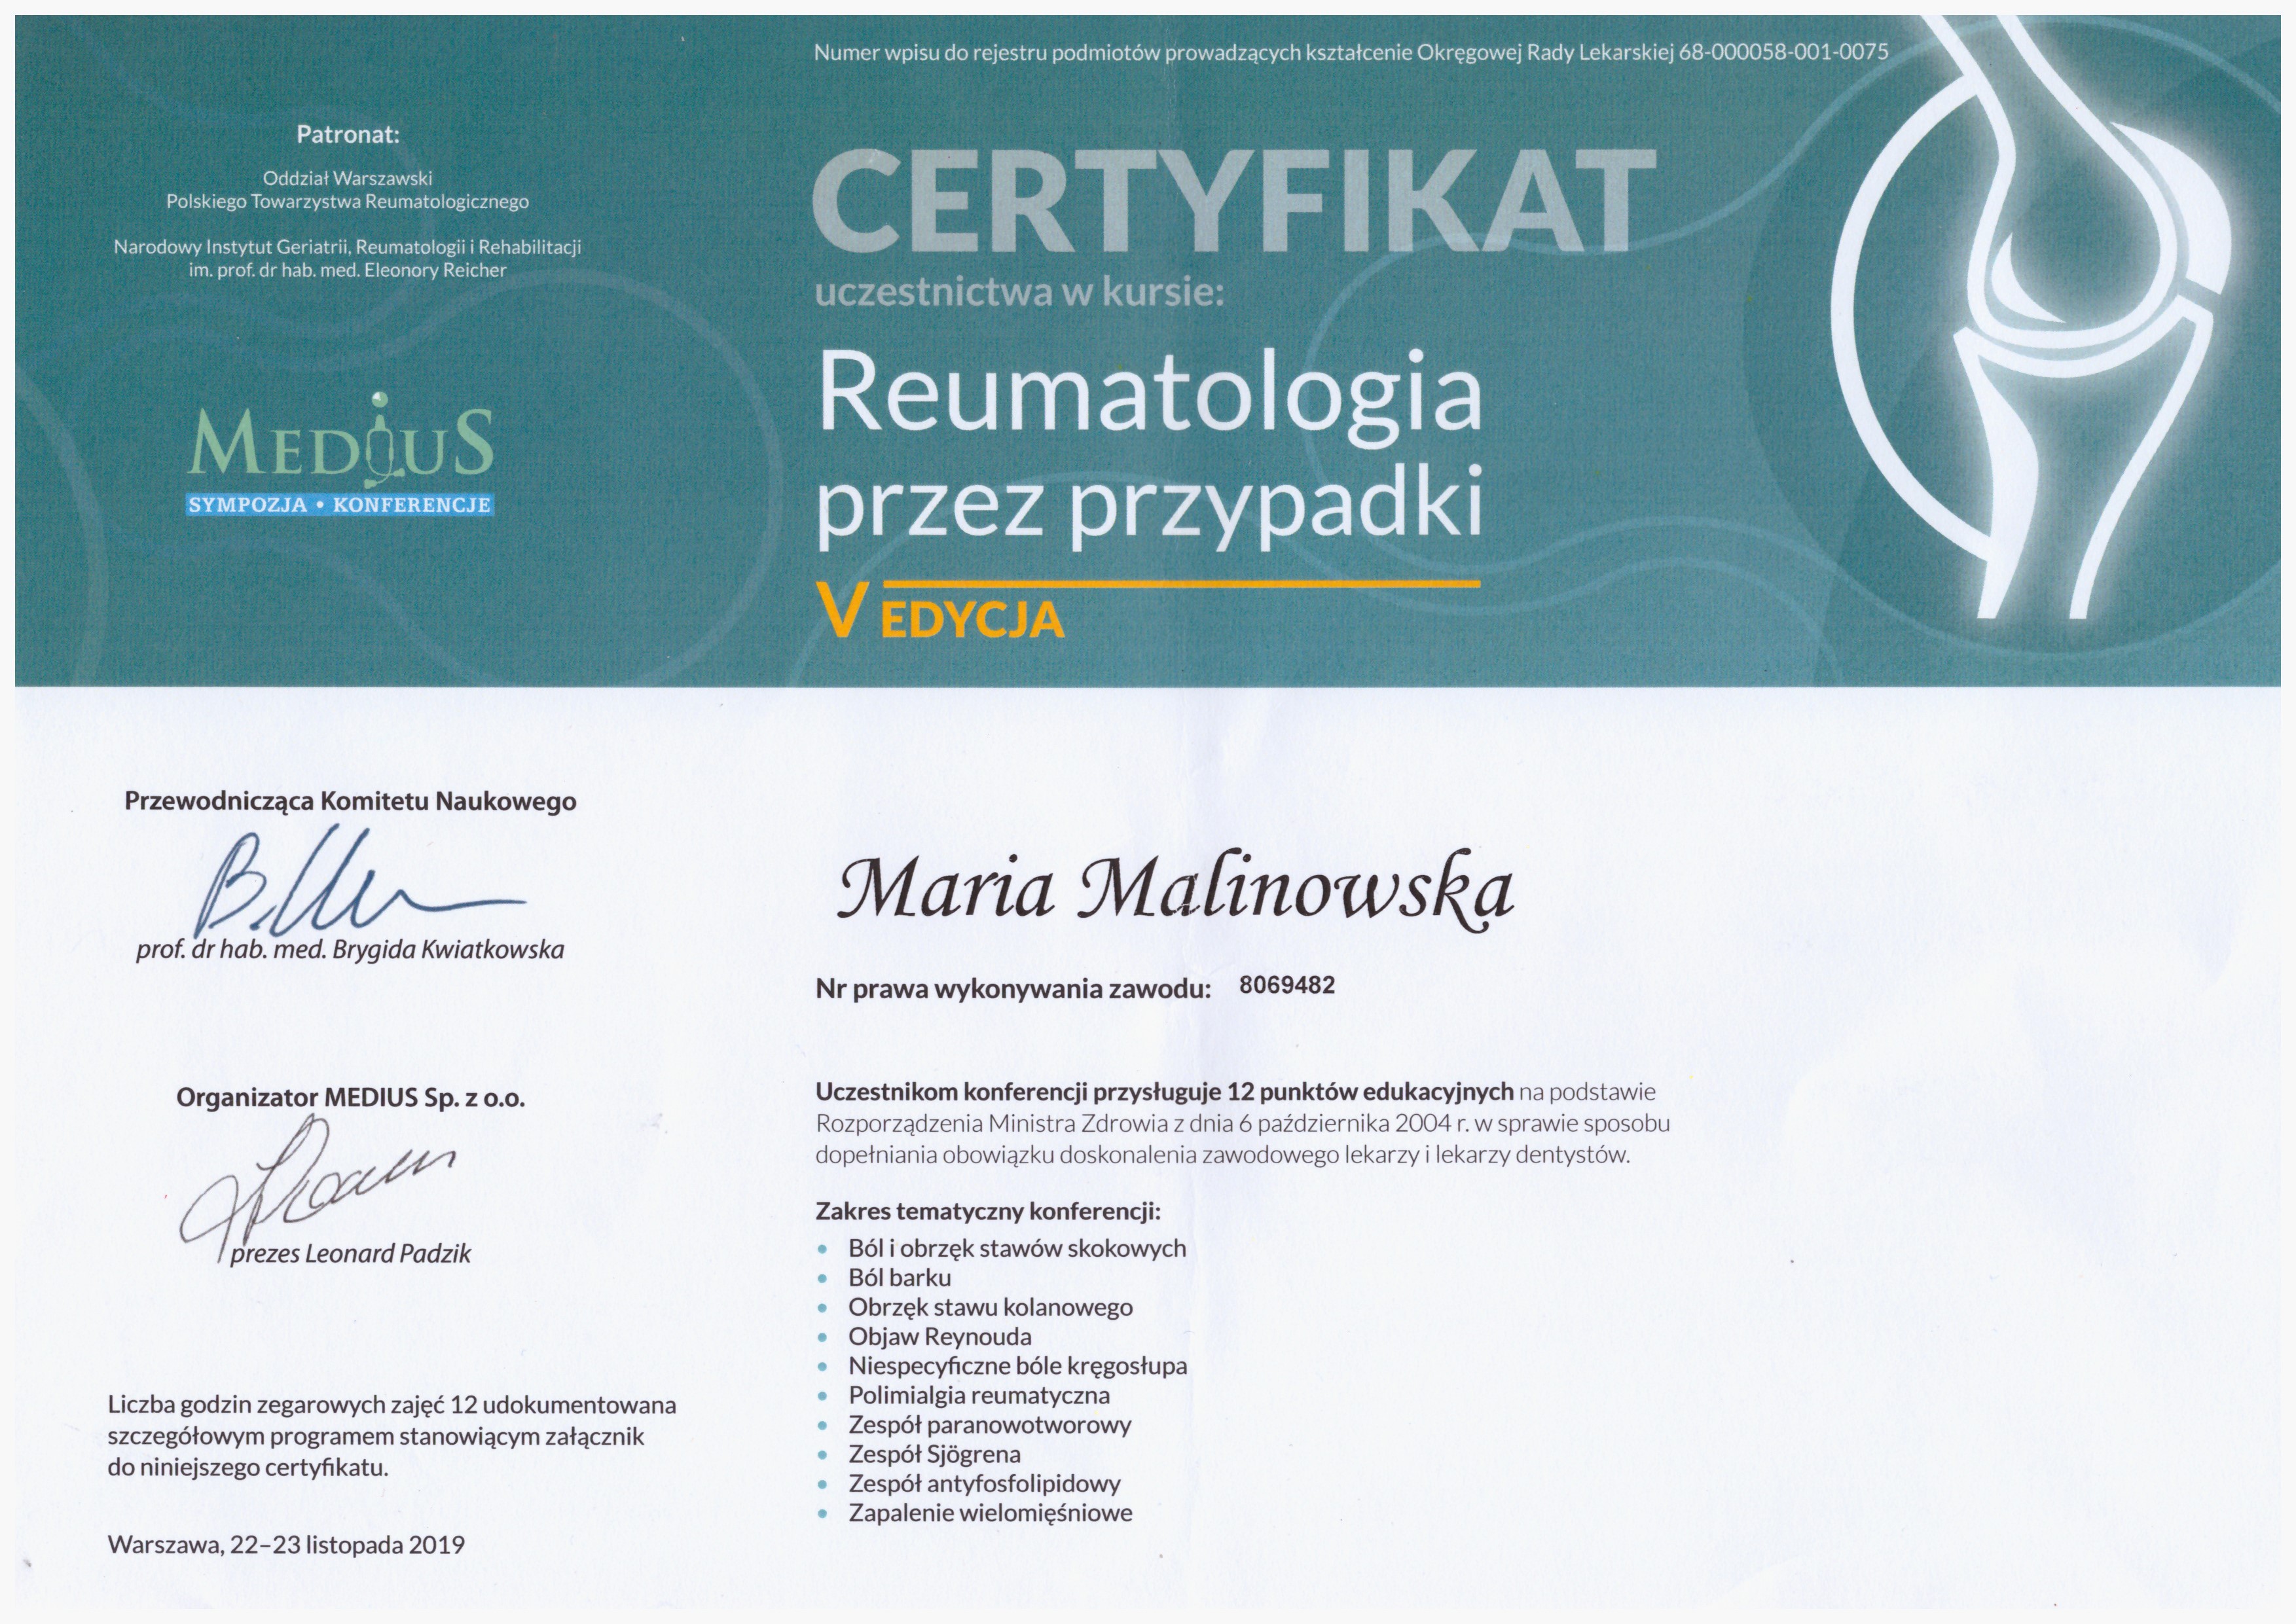 Numer wpisu do rejestru podmiotów prowadzących kształcenie Okręgowej Rady Lekarskiej 68-000058-001-0075
Patronat:
Oddział Warszawski
Polskiego Towarzystwa Reumatologicznego
Narodowy Instytut Geriatrii, Reumatologii i Rehabilitacji
im. prof. dr hab. med. Eleonory Reicher
MEDIUS
SYMPOZJA • KONFERENCJE
CERTYFIKAT
uczestnictwa w kursie:
Reumatologia
przez przypadki
V EDYCJA
Przewodnicząca Komitetu Naukowego
prof. dr hab. med. Brygida Kwiatkowska
Organizator MEDIUS Sp. z o.o.
prezes Leonard Padzik
Liczba godzin zegarowych zajęć 12 udokumentowana
szczegółowym programem stanowiącym załącznik
do niniejszego certyfikatu.
Warszawa, 22–23 listopada 2019
Maria Malinowska
Nr prawa wykonywania zawodu: 8069482
Uczestnikom konferencji przysługuje 12 punktów edukacyjnych na podstawie
Rozporządzenia Ministra Zdrowia z dnia 6 października 2004 r. w sprawie sposobu
dopełniania obowiązku doskonalenia zawodowego lekarzy i lekarzy dentystów.
Zakres tematyczny konferencji:
• Ból i obrzęk stawów skokowych
• Ból barku
• Obrzęk stawu kolanowego
• Objaw Reynouda
• Niespecyficzne bóle kręgosłupa
• Polimialgia reumatyczna
• Zespół paranowotworowy
• Zespół Sjögrena
• Zespół antyfosfolipidowy
• Zapalenie wielomięśniowe